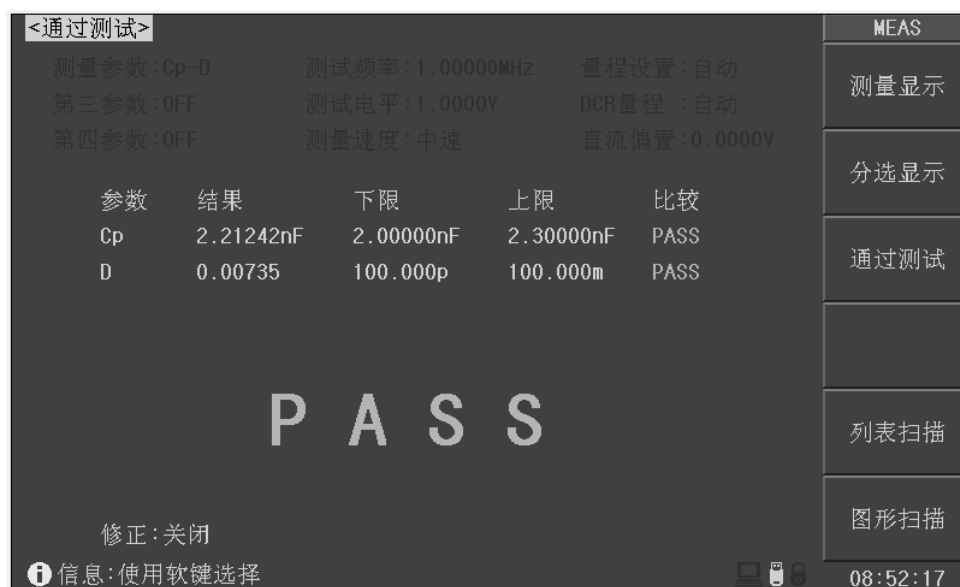 <通过测试>
测量参数:Cp-D 测试频率:1.00000MHz 量程设置:自动
第三参数:OFF 测试电平:1.0000V DCR量程 :自动
第四参数:OFF 测量速度:中速 直流偏置:0.0000V
参数 结果 下限 上限 比较
Cp 2.21242nF 2.00000nF 2.30000nF PASS
D 0.00735 100.000p 100.000m PASS
PASS
修正:关闭
信息:使用软键选择
MEAS
测量显示
分选显示
通过测试
列表扫描
图形扫描
08:52:17